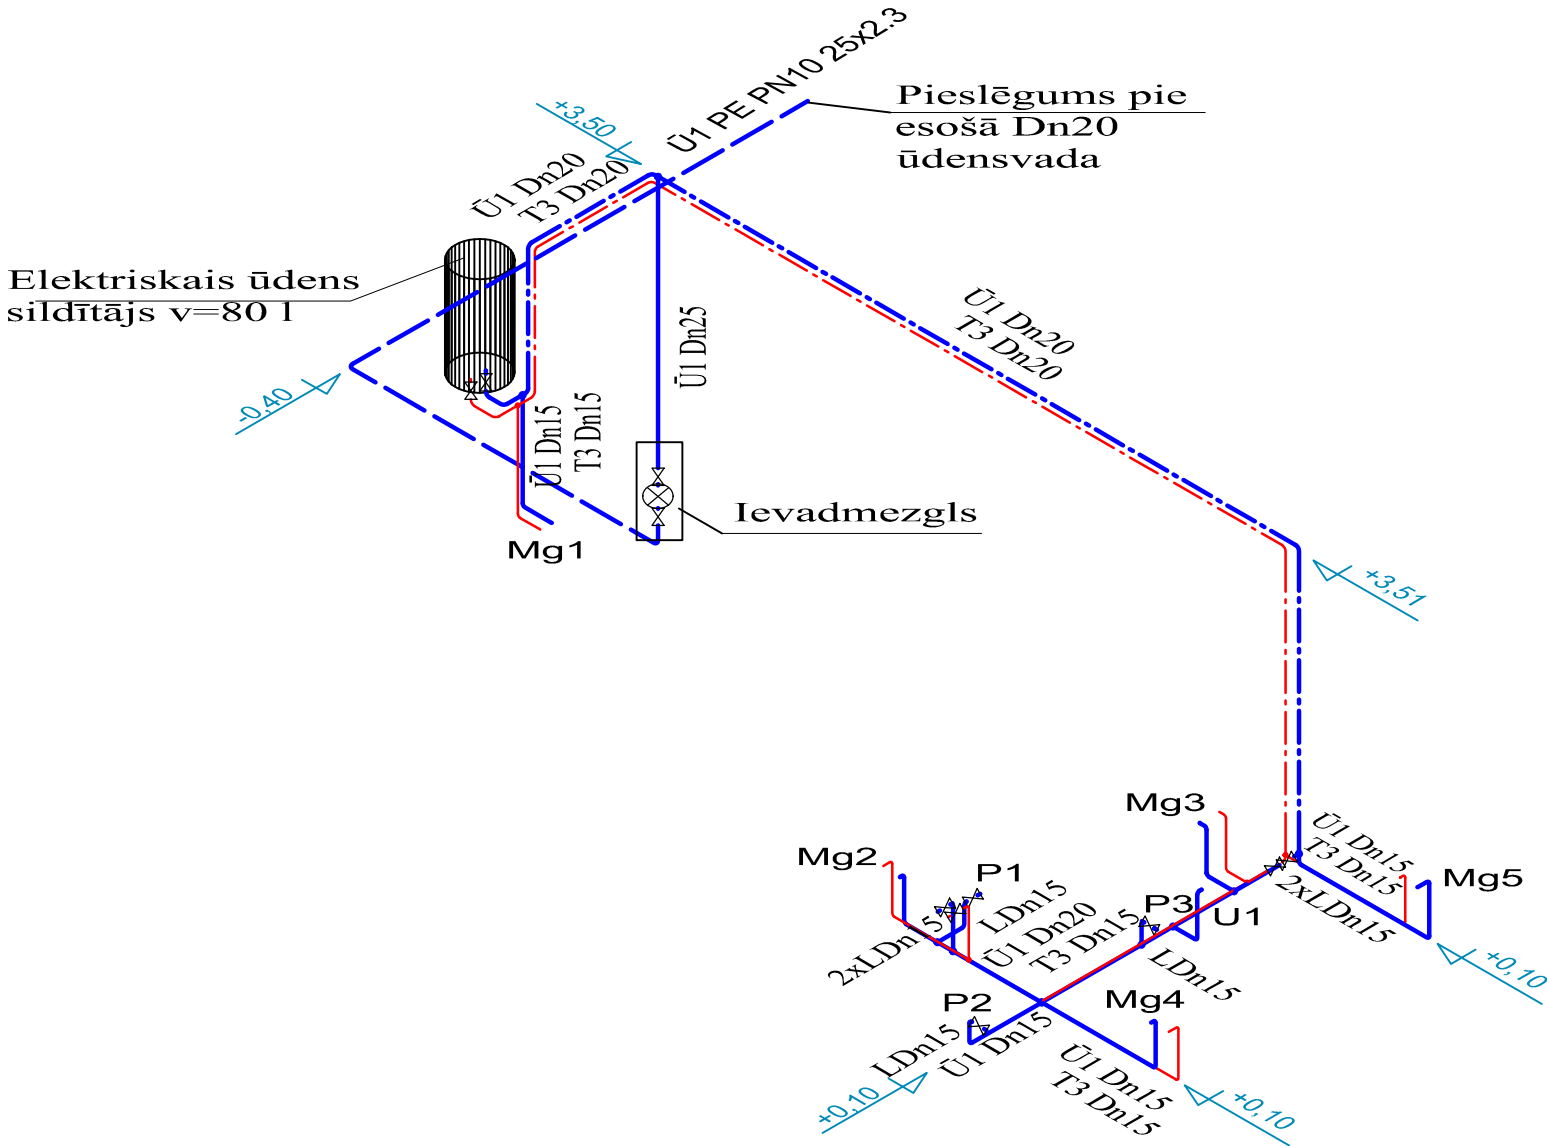 Ū1 PE PN10 25x2.3
Pieslēgums pie
esošā Dn20
ūdensvada
+3,50
Ū1 Dn20
T3 Dn20
Elektriskais ūdens
sildītājs v=80 l
-0,40
Ū1 Dn25
Ū1 Dn20
T3 Dn20
Ū1 Dn15
T3 Dn15
Ievadmezgls
Mg1
+3,51
Mg3
Ū1 Dn15
T3 Dn15
2xLDn15
Mg5
Mg2
P1
LDn15
2xLDn15
Ū1 Dn20
T3 Dn15
P3
U1
LDn15
+0,10
P2
Mg4
LDn15
Ū1 Dn15
Ū1 Dn15
T3 Dn15
+0,10
+0,10